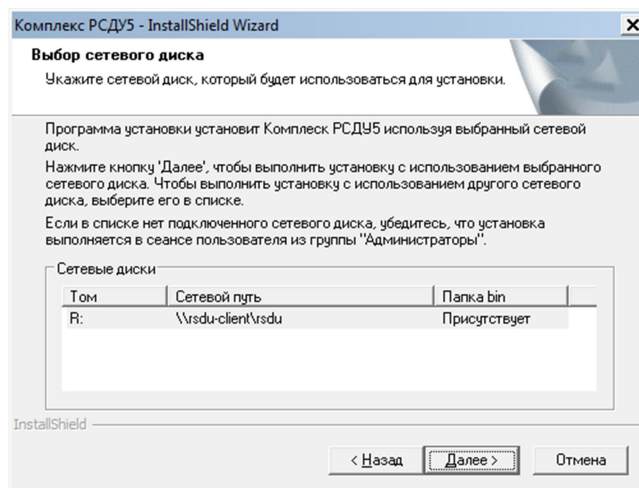 Комплекс РСДУ5 - InstallShield Wizard
Выбор сетевого диска
Укажите сетевой диск, который будет использоваться для установки.
Программа установки установит Комплеск РСДУ5 используя выбранный сетевой
диск.
Нажмите кнопку 'Далее', чтобы выполнить установку с использованием выбранного
сетевого диска. Чтобы выполнить установку с использованием другого сетевого
диска, выберите его в списке.
Если в списке нет подключенного сетевого диска, убедитесь, что установка
выполняется в сеансе пользователя из группы "Администраторы".
Сетевые диски
Том Сетевой путь Папка bin
R: \\rsdu-client\rsdu Присутствует
InstallShield
< Назад Далее > Отмена